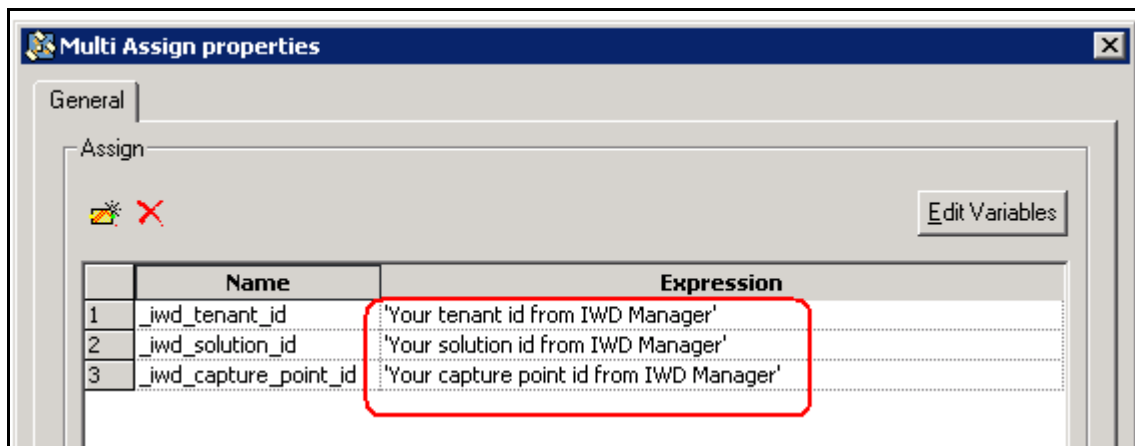 Multi Assign properties
General
Assign
Edit Variables
Name Expression
1 _iwd_tenant_id 'Your tenant id from IWD Manager'
2 _iwd_solution_id 'Your solution id from IWD Manager'
3 _iwd_capture_point_id 'Your capture point id from IWD Manager'